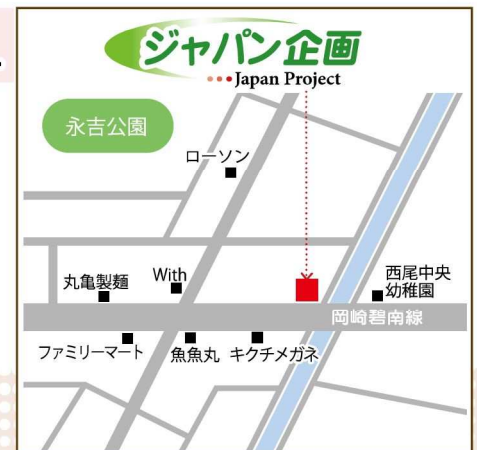 ジャパン企画
Japan Project
永吉公園
ローソン
丸亀製麺
With
西尾中央
幼稚園
岡崎碧南線
ファミリーマート
魚魚丸
キクチメガネ